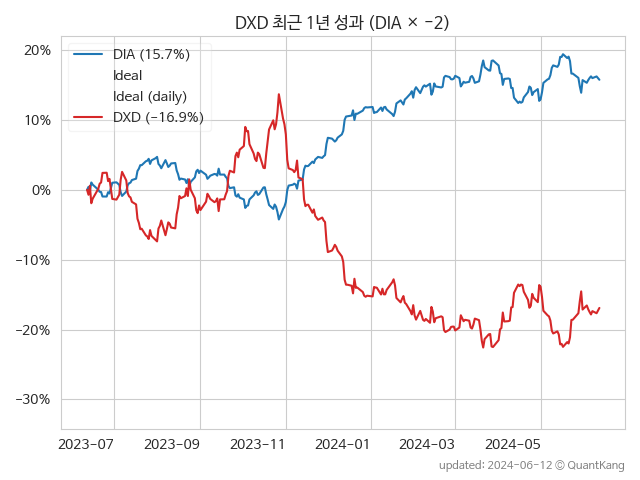 DXD 최근 1년 성과 (DIA × −2)
DIA (15.7%)
Ideal
Ideal (daily)
DXD (−16.9%)
20%
10%
0%
−10%
−20%
−30%
2023−07
2023−09
2023−11
2024−01
2024−03
2024−05
updated: 2024−06−12 © QuantKang